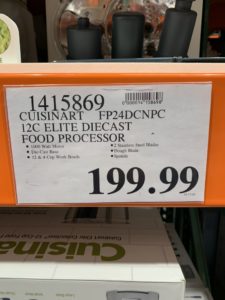 1415869
CUISINART FP24DCNPC
12C ELITE DIECAST
FOOD PROCESSOR
• 1000 Watt Motor
• Die-Cast Base
• 12 & 4-Cup Work Bowls
• 2 Stainless Steel Blades
• Dough Blade
• Spatula
199.99
Cuisinar